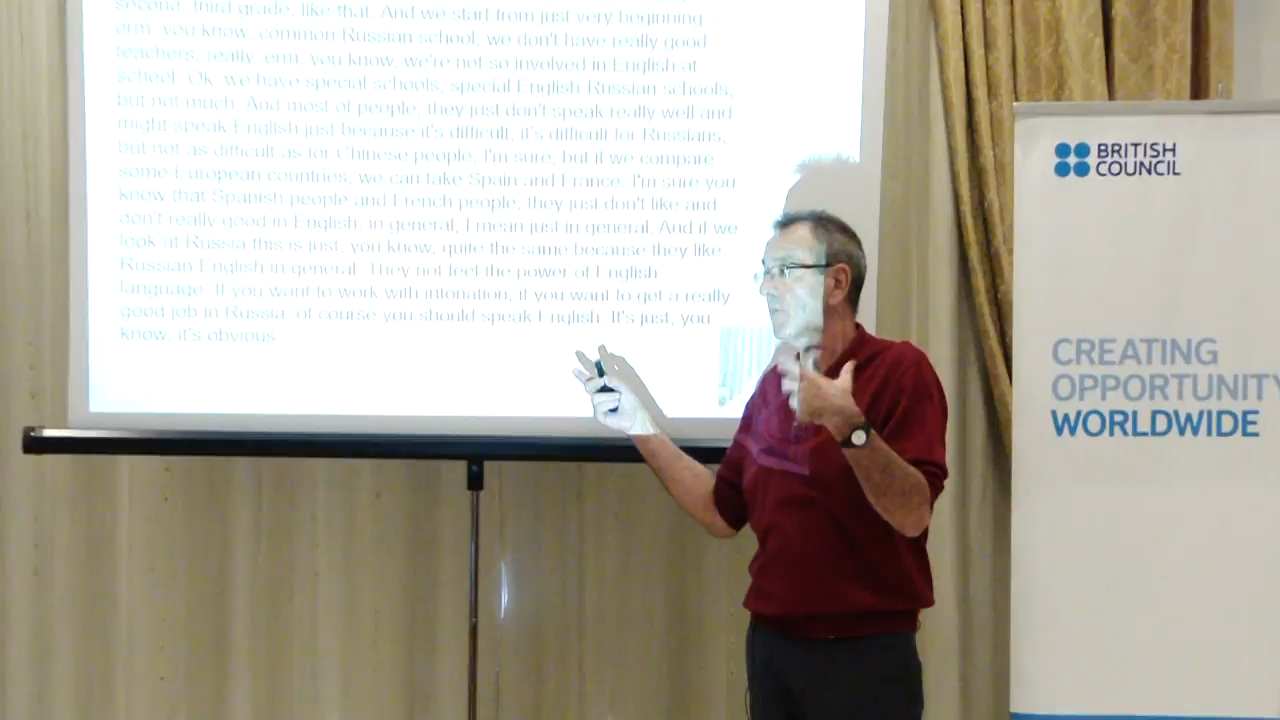 second, third grade, like that. And we start from just very beginning –
erm, you know, common Russian school, we don't have really good
teachers, really, erm, you know, we're not so involved in English at
school. Ok, we have special schools, special English-Russian schools,
but not much. And most of people, they just don't speak really well and
might speak English just because it's difficult, it's difficult for Russians,
but not as difficult as for Chinese people, I'm sure, but if we compare
some European countries, we can take Spain and France. I'm sure you
know that Spanish people and French people, they just don't like and
don't really good in English, in general, I mean just in general. And if we
look at Russia this is just, you know, quite the same because they like
Russian English in general. They not feel the power of English
language. If you want to work with intonation, if you want to get a really
good job in Russia, of course you should speak English. It's just, you
know, it's obvious
BRITISH
COUNCIL
CREATING
OPPORTUNITY
WORLDWIDE